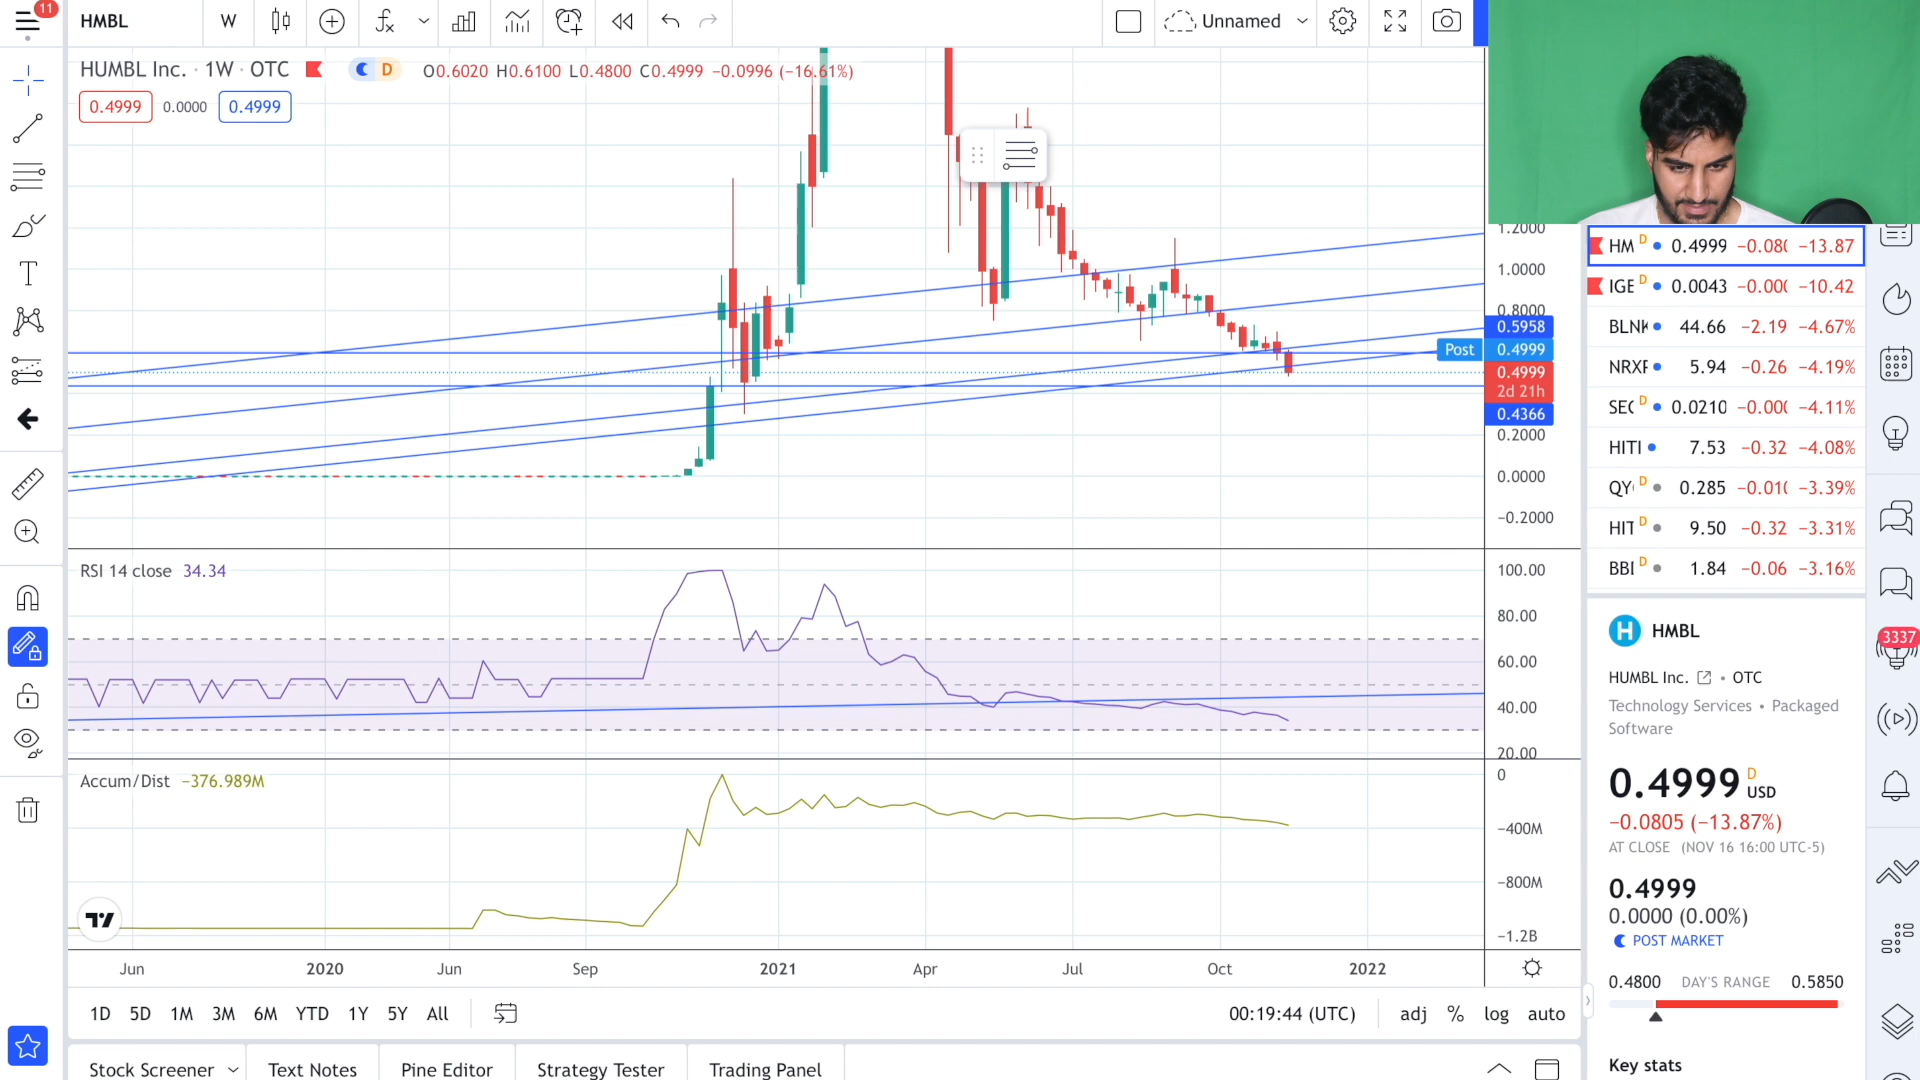 11
HMBL
W
Unnamed
HUMBL Inc. · 1W · OTC
D
O0.6020 H0.6100 L0.4800 C0.4999 −0.0996 (−16.61%)
0.4999
0.0000
0.4999
1.2000
1.0000
0.8000
0.5958
Post
0.4999
0.4999
2d 21h
0.4366
0.2000
0.0000
−0.2000
RSI 14 close 34.34
100.00
80.00
60.00
40.00
20.00
Accum/Dist −376.989M
0
−400M
−800M
−1.2B
Jun
2020
Jun
Sep
2021
Apr
Jul
Oct
2022
1D 5D 1M 3M 6M YTD 1Y 5Y All
00:19:44 (UTC)
adj % log auto
Stock Screener
Text Notes
Pine Editor
Strategy Tester
Trading Panel
HM D 0.4999 −0.080 −13.87
IGE D 0.0043 −0.000 −10.42
BLNK 44.66 −2.19 −4.67%
NRXP 5.94 −0.26 −4.19%
SEC D 0.0210 −0.000 −4.11%
HITI 7.53 −0.32 −4.08%
QY D 0.285 −0.010 −3.39%
HIT D 9.50 −0.32 −3.31%
BBI D 1.84 −0.06 −3.16%
H HMBL
HUMBL Inc. • OTC
Technology Services • Packaged
Software
0.4999 D USD
−0.0805 (−13.87%)
AT CLOSE (NOV 16 16:00 UTC-5)
0.4999
0.0000 (0.00%)
POST MARKET
0.4800 DAY'S RANGE 0.5850
Key stats
3337